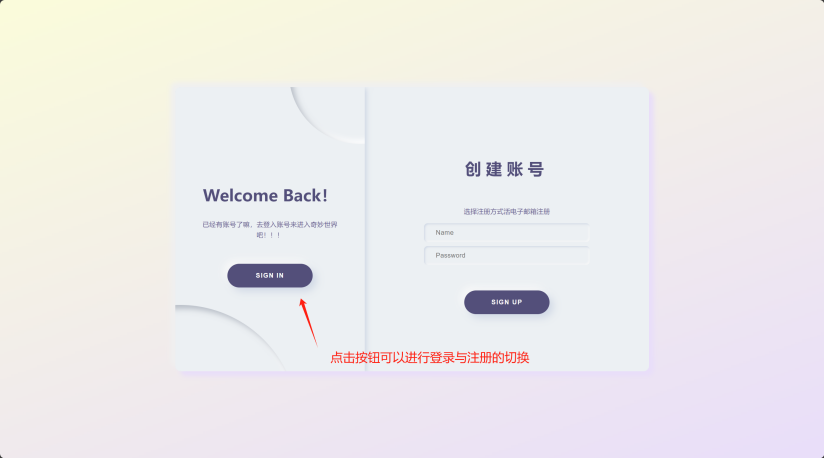 Welcome Back!
已经有账号了嘛，去登入账号来进入奇妙世界
吧！！！
SIGN IN
创建账号
选择注册方式活电子邮箱注册
Name
Password
SIGN UP
点击按钮可以进行登录与注册的切换